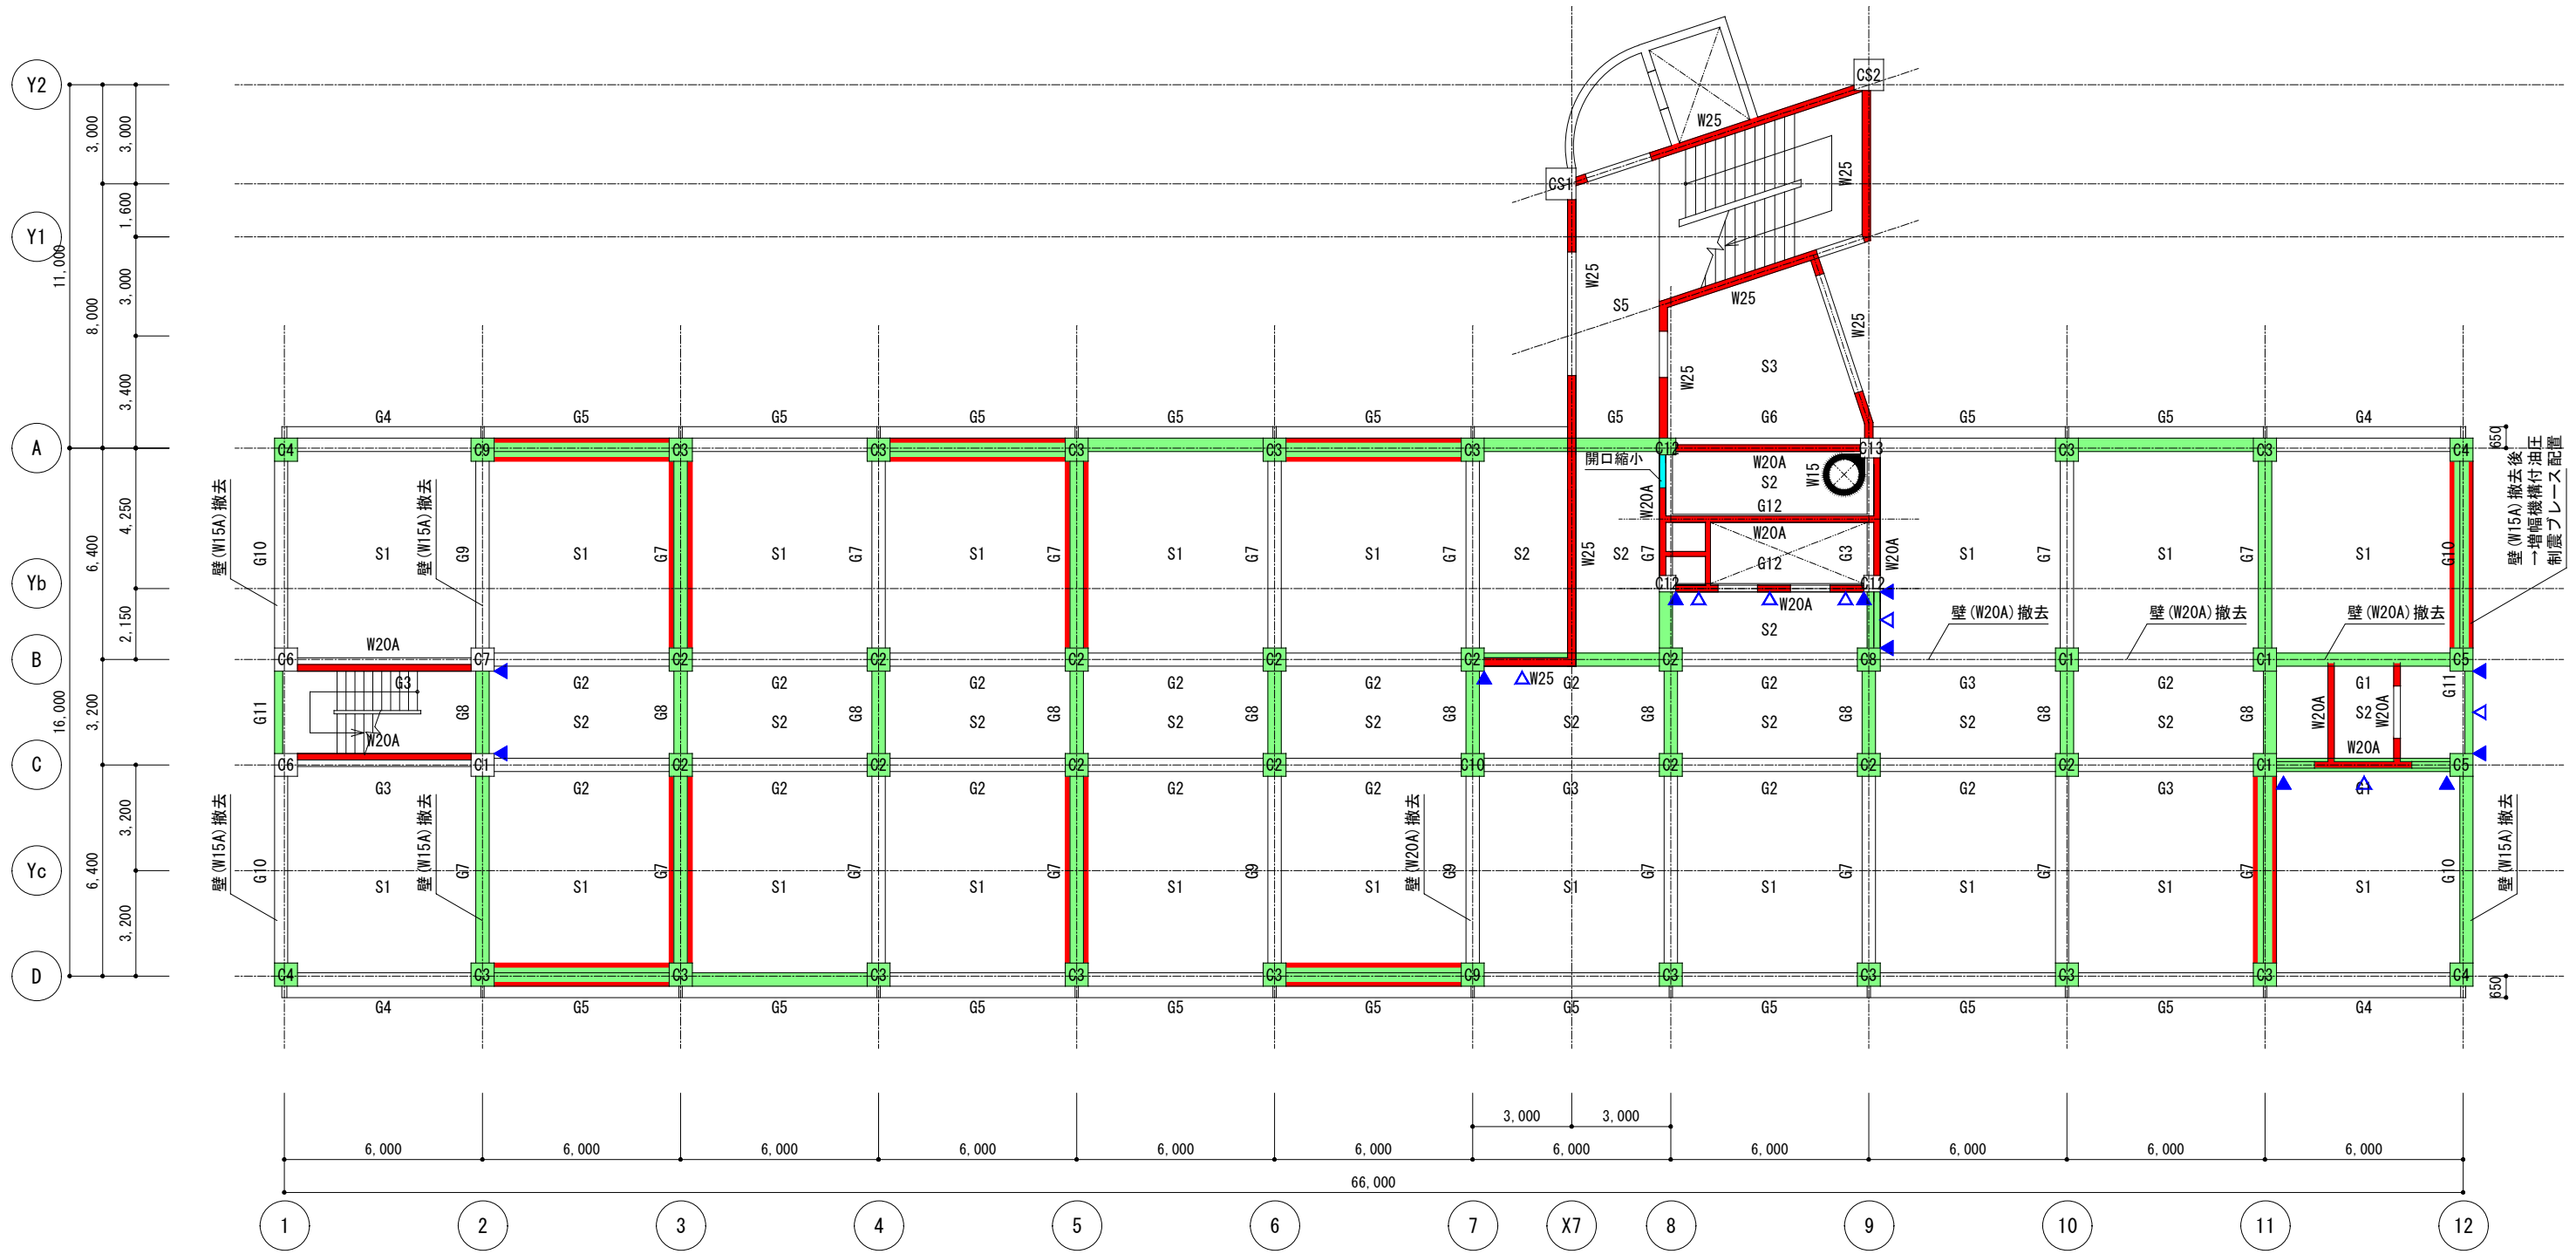 CS2
Y2
W25
3,000
3,000
W25
CS1
1,600
Y1
11,000
3,000
8,000
W25
W25
S5
W25
S3
W25
3,400
G4
G5
G5
G5
G5
G5
G5
G6
G5
G5
G4
A
C4
C9
C3
C3
C3
C3
C3
C12
C13
C3
C3
C4
650
開口縮小
W20A
S2
W15
W20A
G12
壁(W15A)撤去
壁(W15A)撤去
壁(W15A)撤去後
→増幅機構付油圧
制震ブレース配置
4,250
6,400
G10
S1
G9
S1
G7
S1
G7
S1
G7
S1
G7
S1
G7
S2
W25
S2
G7
W20A
G12
G3
W20A
S1
G7
S1
G7
S1
G10
Yb
C12
C12
W20A
壁(W20A)撤去
壁(W20A)撤去
壁(W20A)撤去
2,150
S2
W20A
B
C6
C7
C2
C2
C2
C2
C2
C2
C8
C1
C1
C5
G3
G2
G2
G2
G2
G2
W25
G2
G2
G3
G2
G1
16,000
3,200
G11
G8
S2
G8
S2
G8
S2
G8
S2
G8
S2
G8
S2
G8
S2
G8
S2
G8
S2
G8
W20A
S2
W20A
G11
W20A
W20A
C
C6
C1
C2
C2
C2
C2
C10
C2
C2
C2
C1
C5
G3
G2
G2
G2
G2
G2
G3
G2
G2
G3
G1
3,200
壁(W15A)撤去
壁(W15A)撤去
壁(W20A)撤去
壁(W15A)撤去
Yc
6,400
G10
S1
G7
S1
G7
S1
G7
S1
G7
S1
G9
S1
G9
S1
G7
S1
G7
S1
G7
S1
G7
S1
G10
3,200
D
C4
C3
C3
C3
C3
C3
C9
C3
C3
C3
C3
C4
650
G4
G5
G5
G5
G5
G5
G5
G5
G5
G5
G4
3,000
3,000
6,000
6,000
6,000
6,000
6,000
6,000
6,000
6,000
6,000
6,000
6,000
66,000
1
2
3
4
5
6
7
X7
8
9
10
11
12